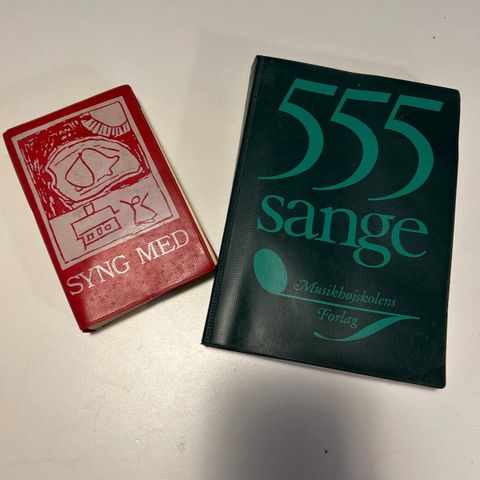 SYNG MED
555
sange
Musikhøjskolens
Forlag